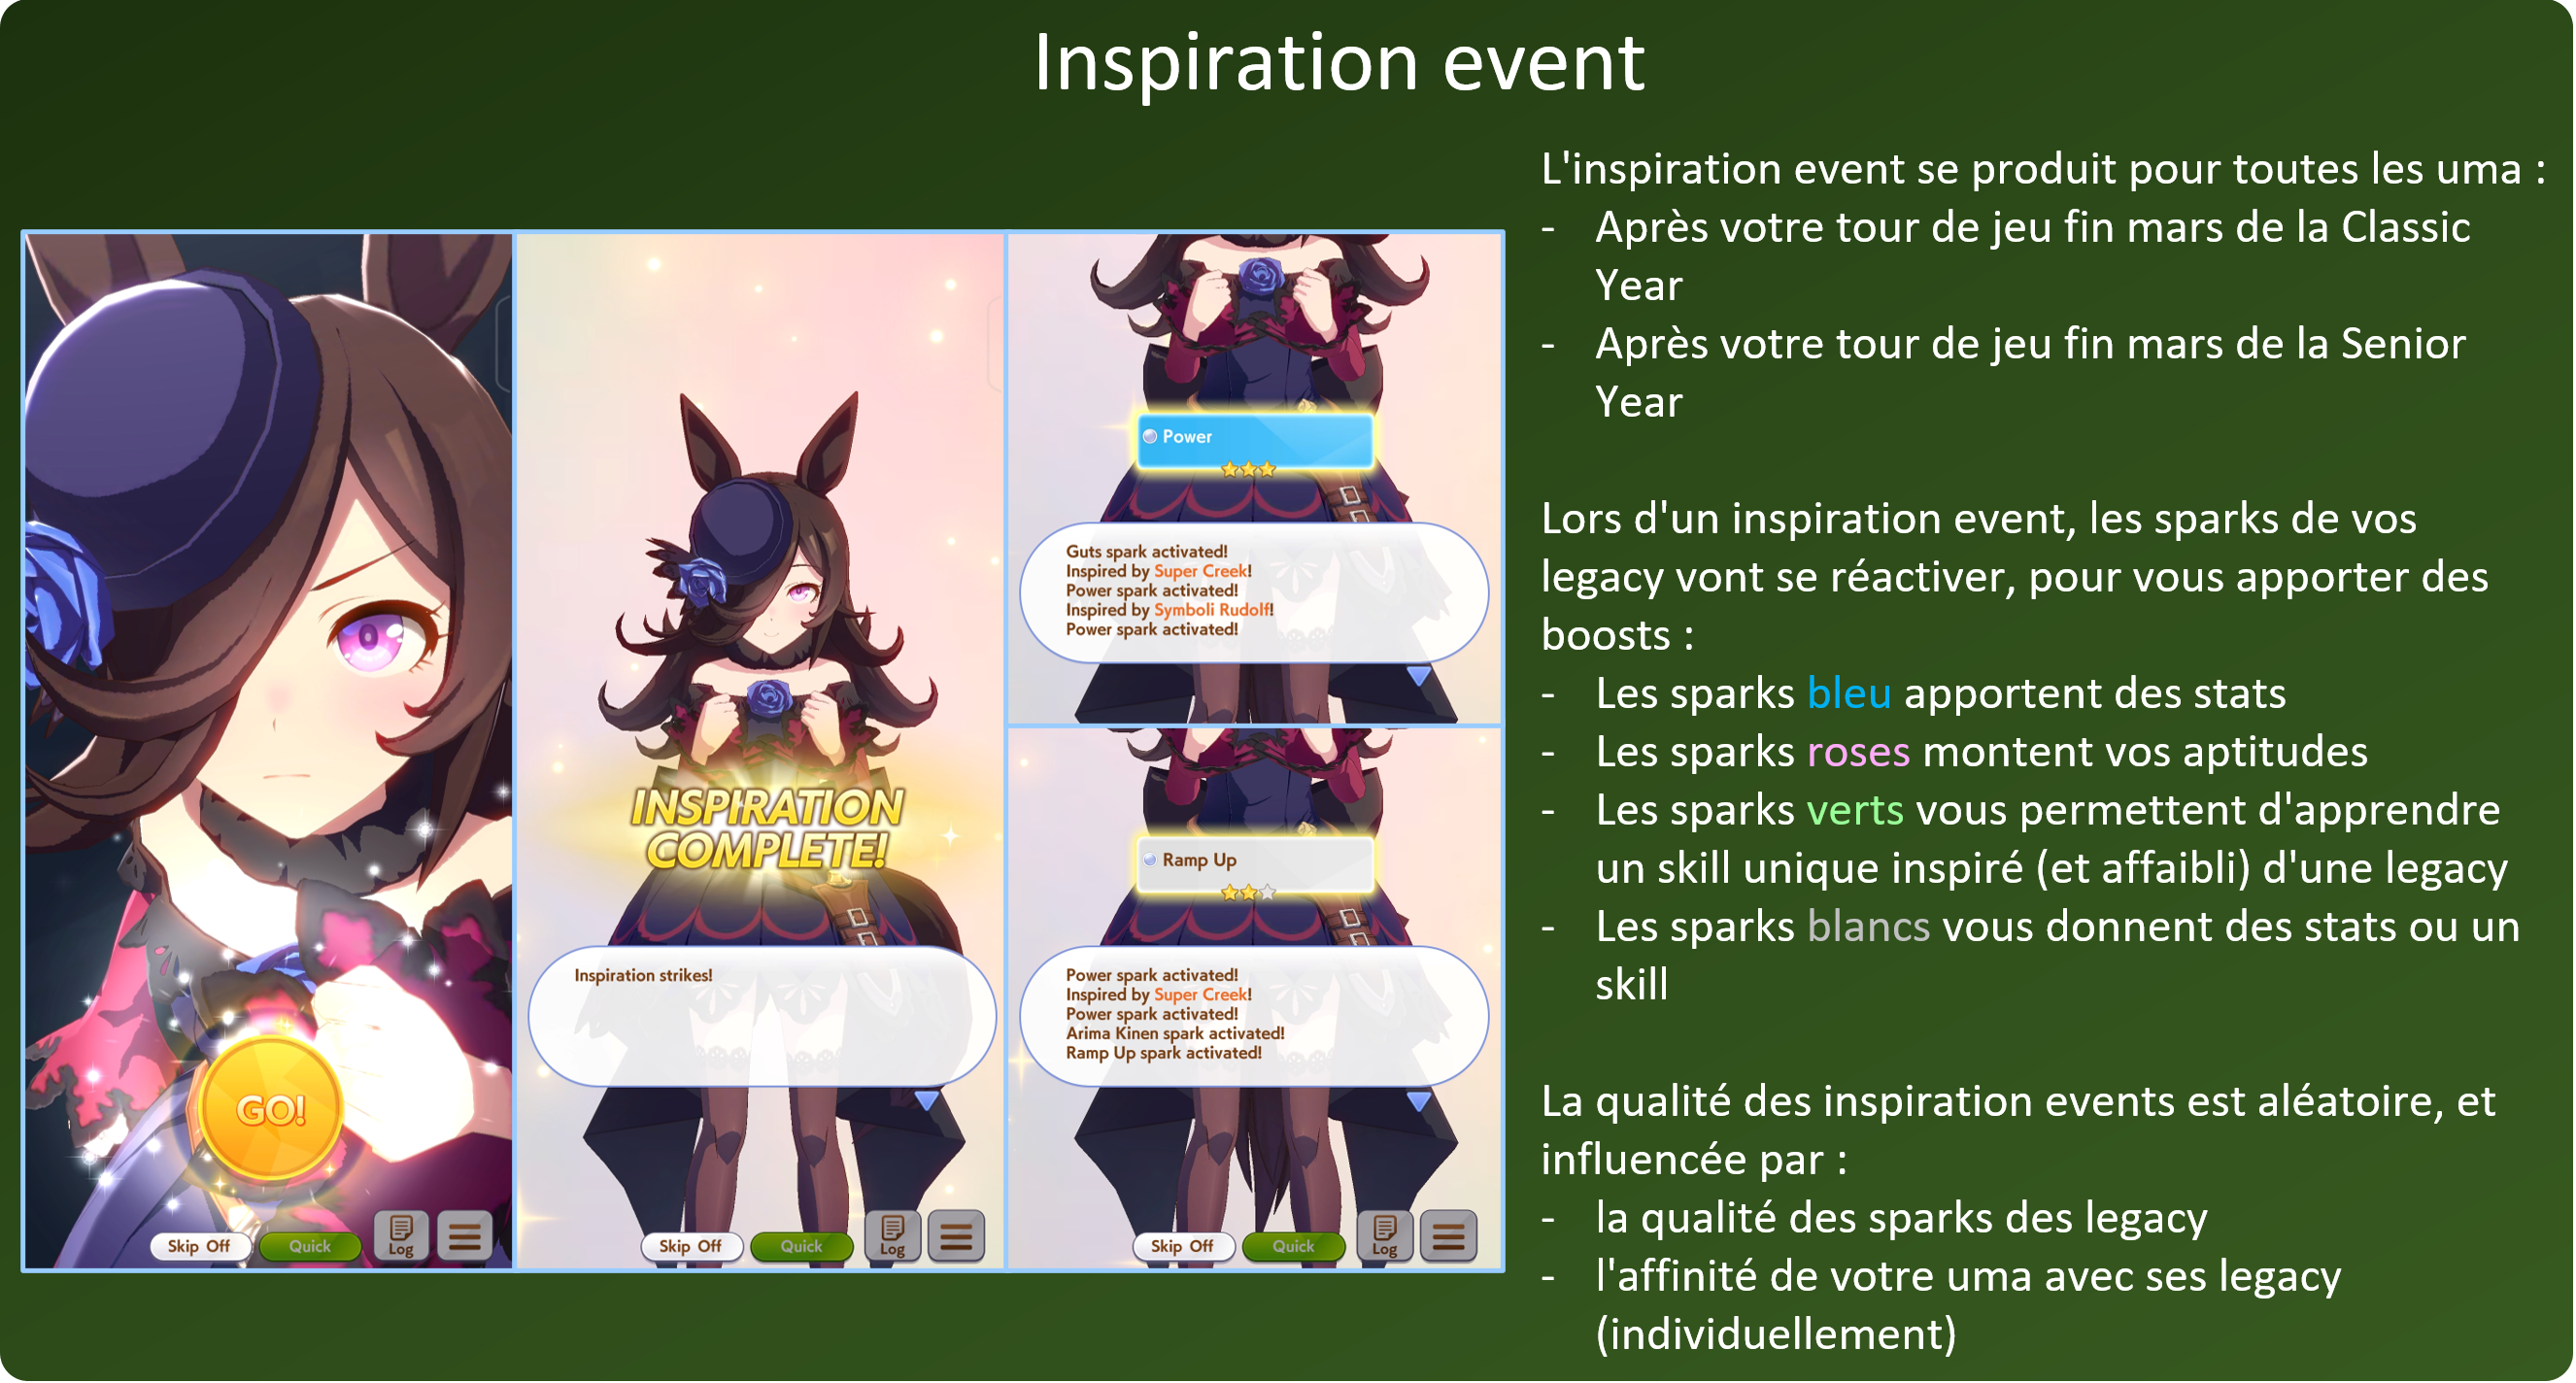 Inspiration event
L'inspiration event se produit pour toutes les uma :
- Après votre tour de jeu fin mars de la Classic
Year
- Après votre tour de jeu fin mars de la Senior
Year
Lors d'un inspiration event, les sparks de vos
legacy vont se réactiver, pour vous apporter des
boosts :
- Les sparks bleu apportent des stats
- Les sparks roses montent vos aptitudes
- Les sparks verts vous permettent d'apprendre
un skill unique inspiré (et affaibli) d'une legacy
- Les sparks blancs vous donnent des stats ou un
skill
La qualité des inspiration events est aléatoire, et
influencée par :
- la qualité des sparks des legacy
- l'affinité de votre uma avec ses legacy
(individuellement)
GO!
Skip Off
Quick
Log
INSPIRATION
COMPLETE!
Inspiration strikes!
Skip Off
Quick
Log
Power
Guts spark activated!
Inspired by Super Creek!
Power spark activated!
Inspired by Symboli Rudolf!
Power spark activated!
Ramp Up
Power spark activated!
Inspired by Super Creek!
Power spark activated!
Arima Kinen spark activated!
Ramp Up spark activated!
Skip Off
Quick
Log